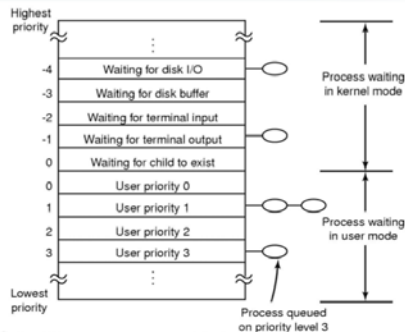 Highest
priority
-4 Waiting for disk I/O
-3 Waiting for disk buffer
-2 Waiting for terminal input
-1 Waiting for terminal output
0 Waiting for child to exist
0 User priority 0
1 User priority 1
2 User priority 2
3 User priority 3
Lowest
priority
Process waiting
in kernel mode
Process waiting
in user mode
Process queued
on priority level 3